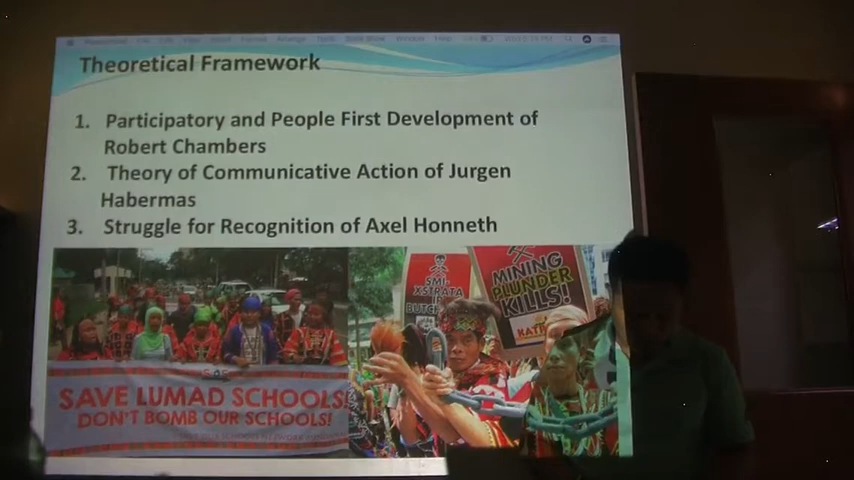 Theoretical Framework
1. Participatory and People First Development of
Robert Chambers
2. Theory of Communicative Action of Jurgen
Habermas
3. Struggle for Recognition of Axel Honneth
SMI
XSTRATA
MINING
PLUNDER
KILLS!
SOS
SAVE LUMAD SCHOOLS!
DON'T BOMB OUR SCHOOLS!